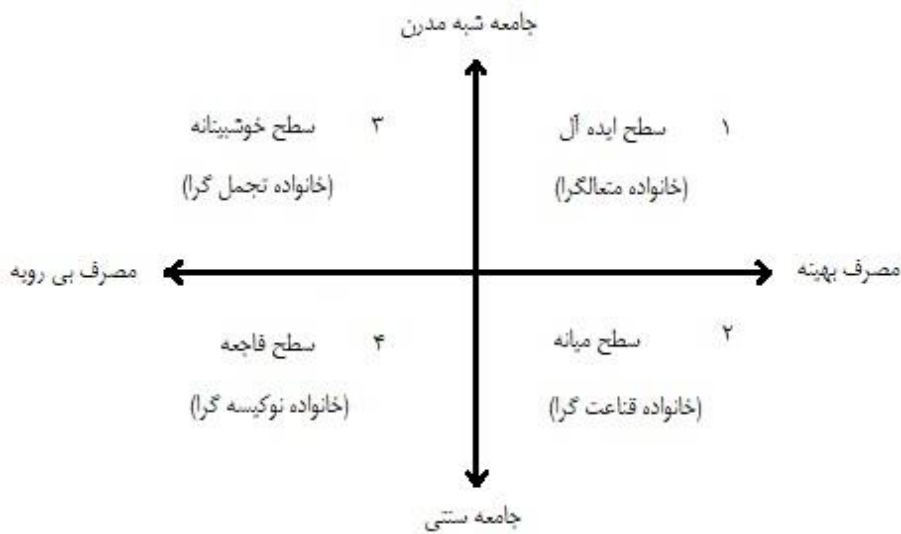 جامعه شبه مدرن
۱ سطح ایده آل
(خانواده متعالگرا)
۳ سطح خوشبینانه
(خانواده تجمل گرا)
مصرف بهینه
مصرف بی رویه
۲ سطح میانه
(خانواده قناعت گرا)
۴ سطح فاجعه
(خانواده نوکیسه گرا)
جامعه سنتی